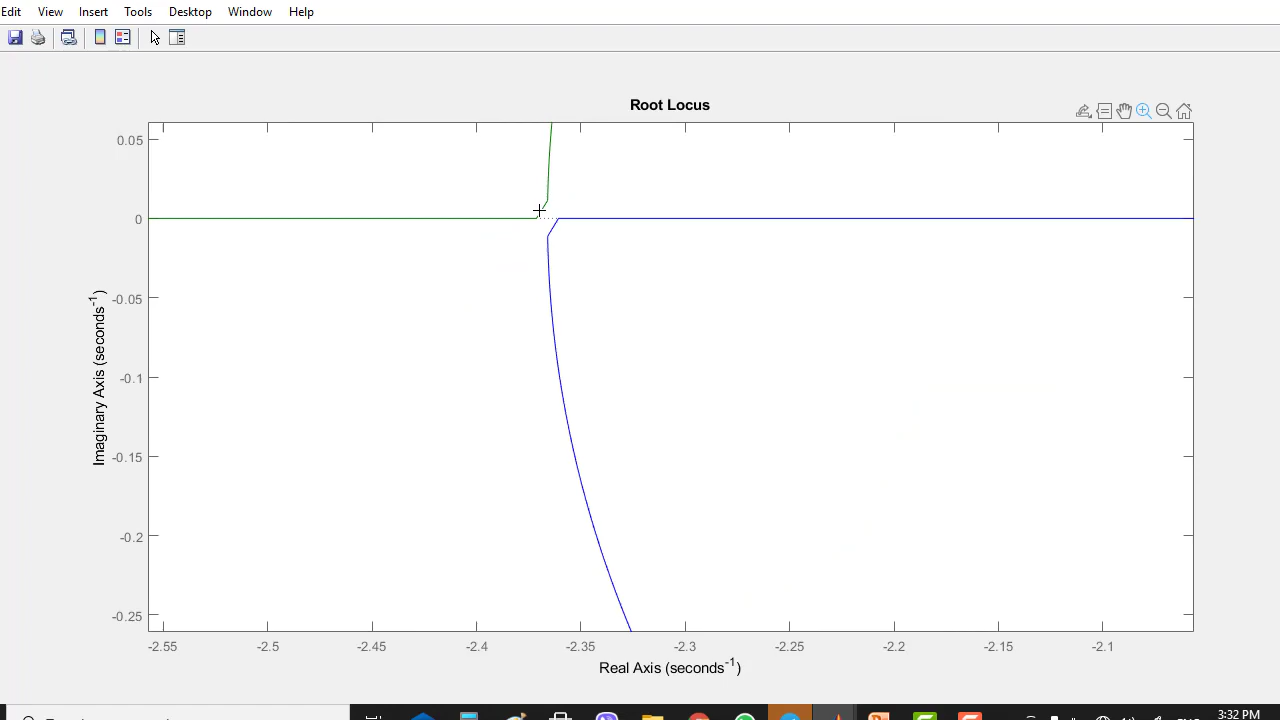 Edit View Insert Tools Desktop Window Help
Root Locus
0.05
0
-0.05
-0.1
-0.15
-0.2
-0.25
Imaginary Axis (seconds-1)
-2.55 -2.5 -2.45 -2.4 -2.35 -2.3 -2.25 -2.2 -2.15 -2.1
Real Axis (seconds-1)
3:32 PM